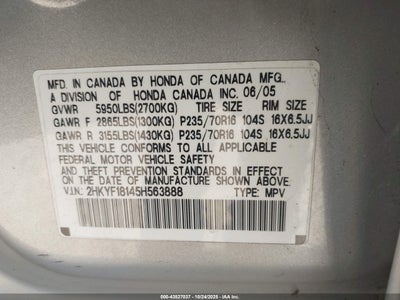 MFD. IN CANADA BY HONDA OF CANADA MFG.,
A DIVISION OF HONDA CANADA INC. 06/05
GVWR 5950LBS(2700KG) TIRE SIZE RIM SIZE
GAWR F 2865LBS(1300KG) P235/70R16 104S 16X6.5JJ
GAWR R 3155LBS(1430KG) P235/70R16 104S 16X6.5JJ
THIS VEHICLE CONFORMS TO ALL APPLICABLE
FEDERAL MOTOR VEHICLE SAFETY
AND THEFT PREVENTION STANDARDS IN EFFECT ON
THE DATE OF MANUFACTURE SHOWN ABOVE.
V.I.N: 2HKYF18145H563888 TYPE: MPV
000-43527037 - 10/24/2025 - IAA Inc.